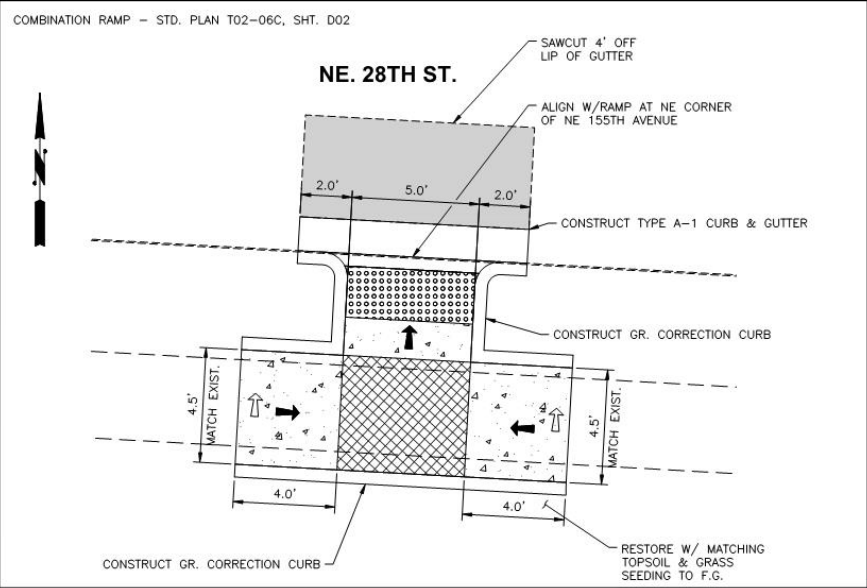 COMBINATION RAMP – STD. PLAN T02-06C, SHT. D02
SAWCUT 4' OFF
LIP OF GUTTER
NE. 28TH ST.
ALIGN W/RAMP AT NE CORNER
OF NE 155TH AVENUE
N
2.0'
5.0'
2.0'
CONSTRUCT TYPE A-1 CURB & GUTTER
CONSTRUCT GR. CORRECTION CURB
4.5'
MATCH EXIST.
4.5'
MATCH EXIST.
4.0'
4.0'
CONSTRUCT GR. CORRECTION CURB
RESTORE W/ MATCHING
TOPSOIL & GRASS
SEEDING TO F.G.